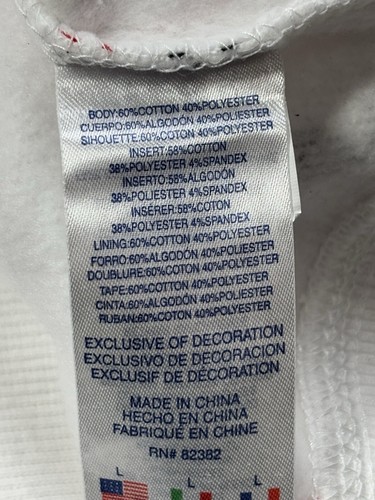 BODY:60%COTTON 40%POLYESTER
CUERPO:60%ALGODÓN 40%POLIESTER
SIHOUETTE:60%COTON 40%POLYESTER
INSERT:58%COTTON
38%POLYESTER 4%SPANDEX
INSERTO:58%ALGODÓN
38%POLIESTER 4%SPANDEX
INSÉRER:58%COTON
38%POLYESTER 4%SPANDEX
LINING:60%COTTON 40%POLYESTER
FORRO:60%ALGODÓN 40%POLIESTER
DOUBLURE:60%COTON 40%POLYESTER
TAPE:60%COTTON 40%POLYESTER
CINTA:60%ALGODÓN 40%POLIESTER
RUBAN:60%COTON 40%POLYESTER
EXCLUSIVE OF DECORATION
EXCLUSIVO DE DECORACION
EXCLUSIF DE DÉCORATION
MADE IN CHINA
HECHO EN CHINA
FABRIQUÉ EN CHINE
RN# 82382
L L L